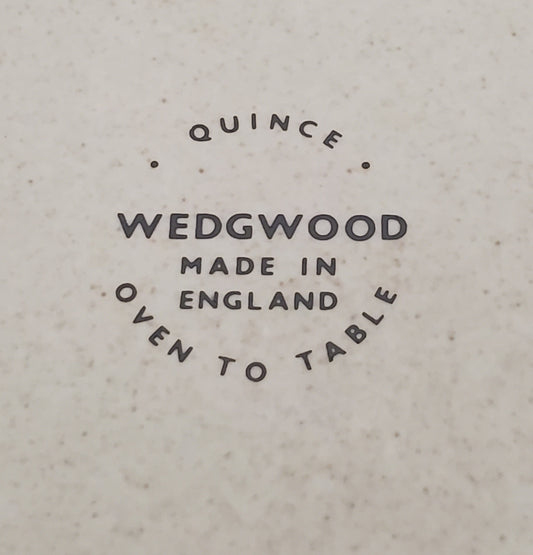 QUINCE
WEDGWOOD
MADE IN
ENGLAND
OVEN TO TABLE